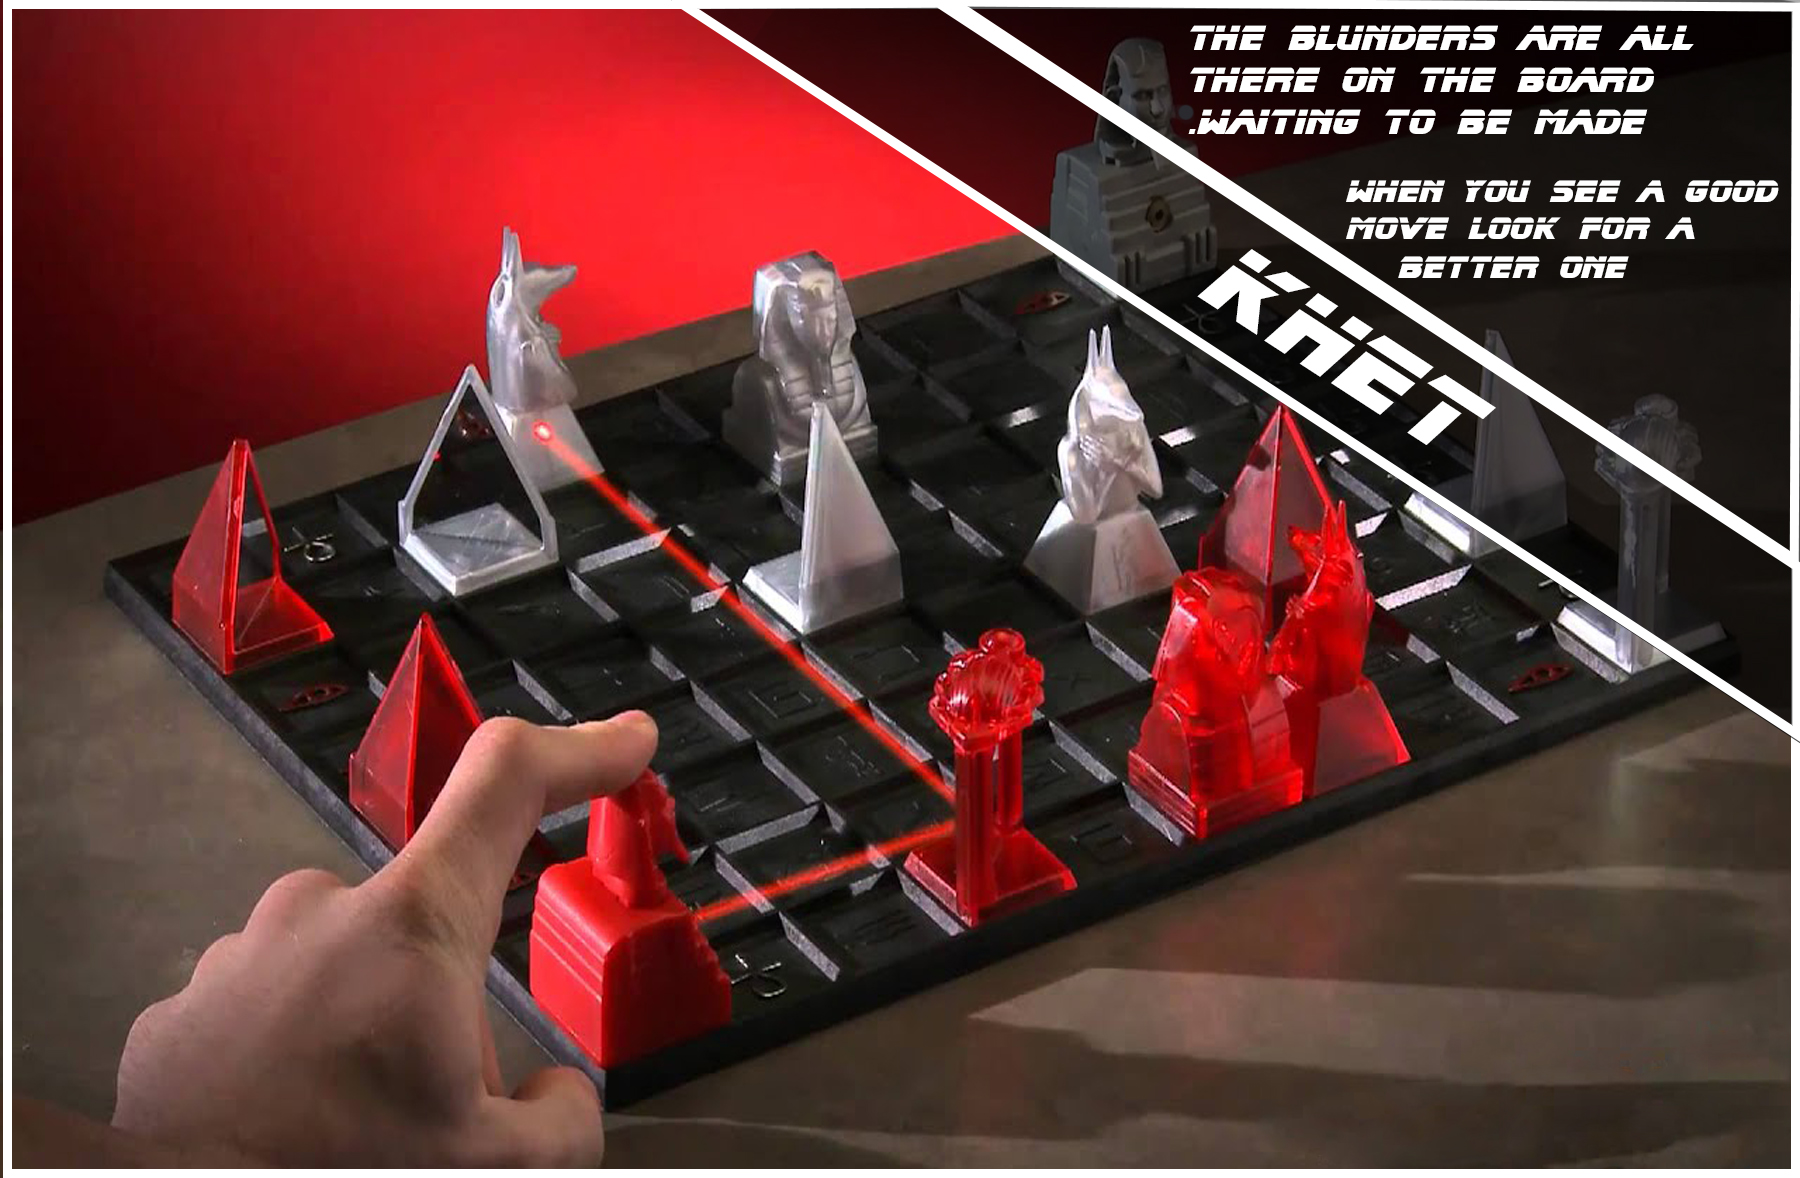 THE BLUNDERS ARE ALL
THERE ON THE BOARD
.WAITING TO BE MADE
WHEN YOU SEE A GOOD
MOVE LOOK FOR A
BETTER ONE
KHET